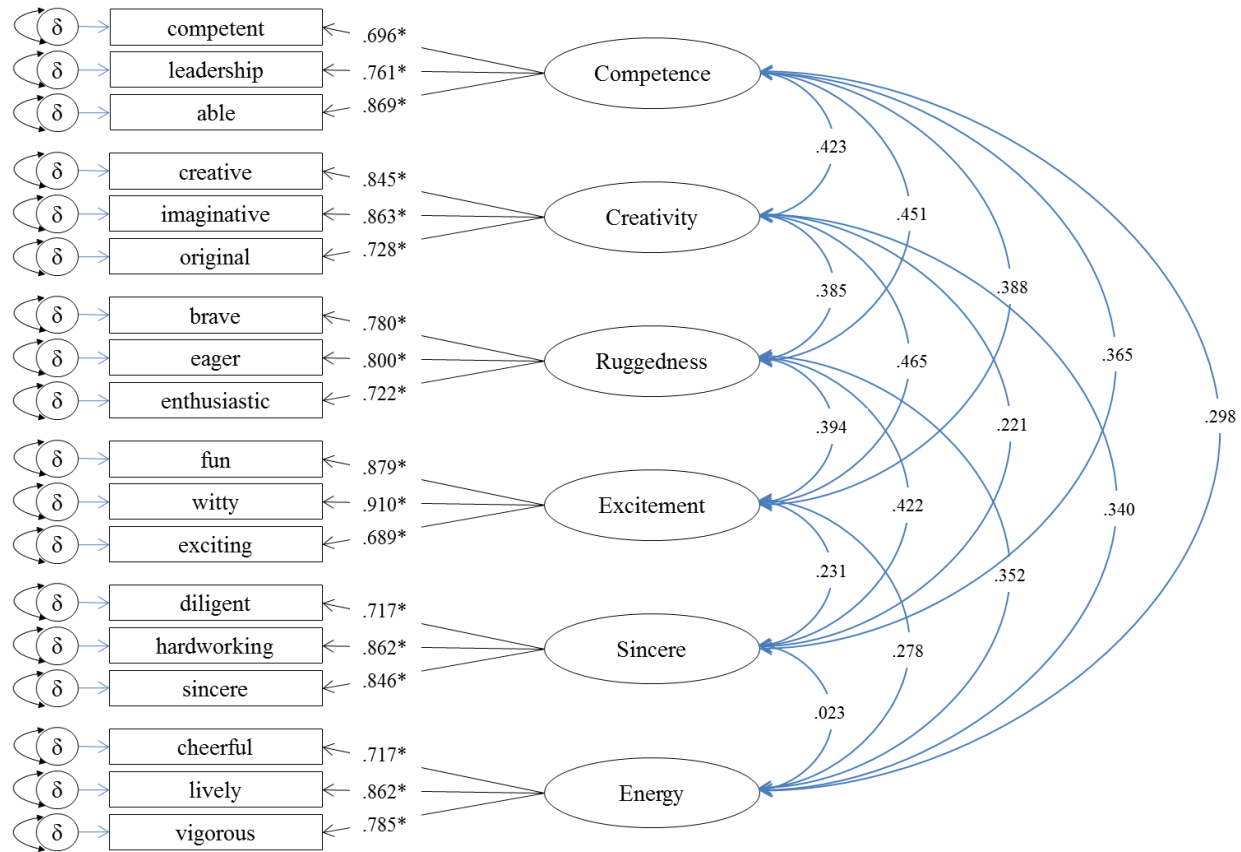 δ competent .696*
δ leadership .761* Competence
δ able .869*
.423
δ creative .845*
δ imaginative .863* Creativity .451
δ original .728*
.385 .388
δ brave .780*
δ eager .800* Ruggedness .465 .365
δ enthusiastic .722*
.394 .221 .298
δ fun .879*
δ witty .910* Excitement .422 .340
δ exciting .689*
.231 .352
δ diligent .717*
δ hardworking .862* Sincere .278
δ sincere .846*
.023
δ cheerful .717*
δ lively .862* Energy
δ vigorous .785*